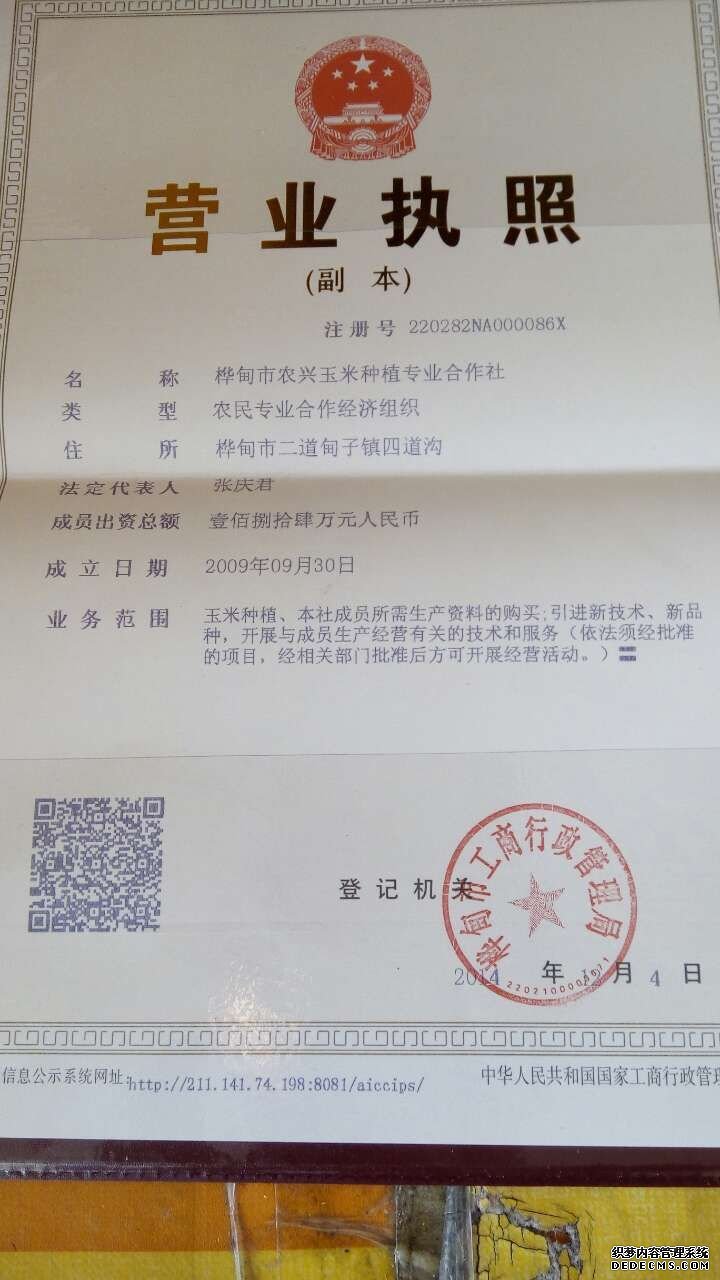 营业执照
(副 本)
注册号 220282NA000086X
名 称 桦甸市农兴玉米种植专业合作社
类 型 农民专业合作经济组织
住 所 桦甸市二道甸子镇四道沟
法定代表人 张庆君
成员出资总额 壹佰捌拾肆万元人民币
成立日期 2009年09月30日
业务范围 玉米种植、本社成员所需生产资料的购买;引进新技术、新品
种，开展与成员生产经营有关的技术和服务（依法须经批准
的项目，经相关部门批准后方可开展经营活动。）
桦甸市工商行政管理局
登记机关
2014 年 月 4 日
信息公示系统网址:http://211.141.74.198:8081/aiccips/
中华人民共和国国家工商行政管理
织梦内容管理系统
DEDECMS.COM